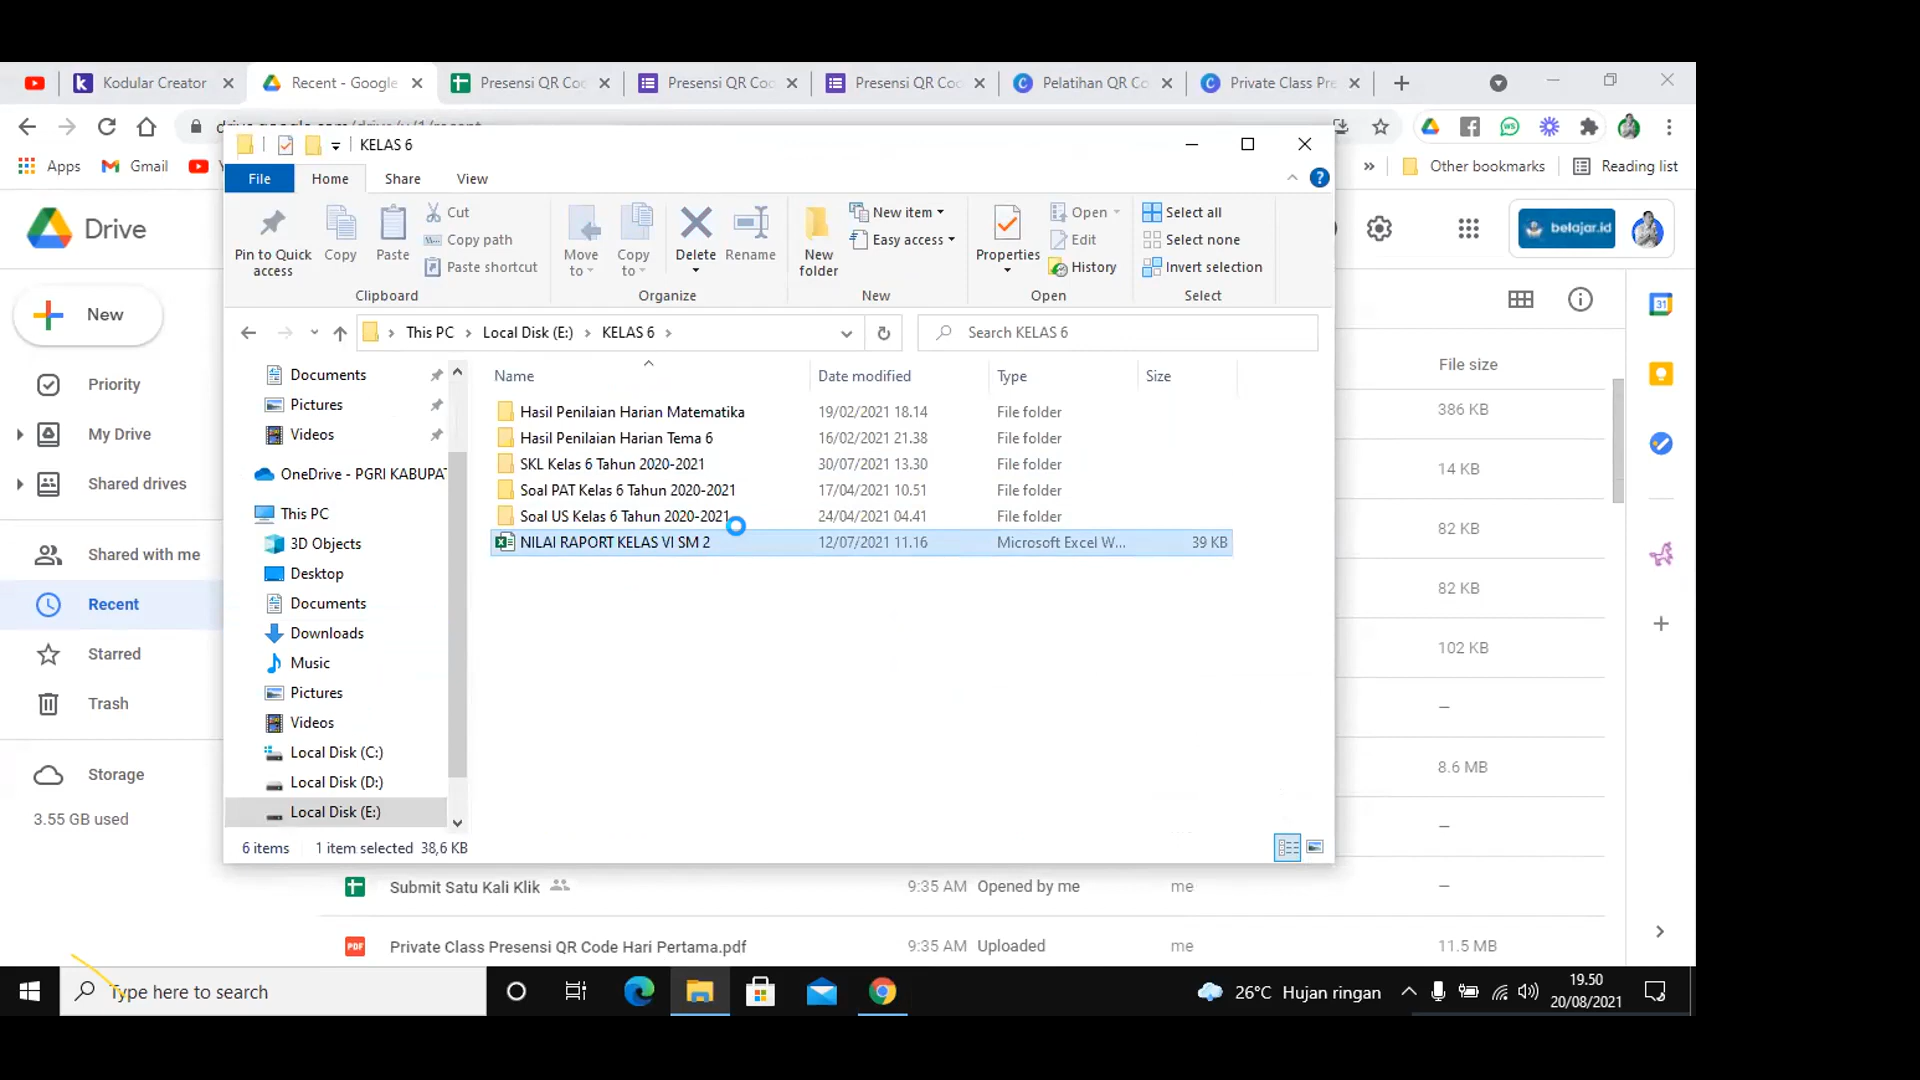 Kodular Creator
Recent - Google
Presensi QR Co
Presensi QR Co
Presensi QR Co
Pelatihan QR C
Private Class Pre
Apps
Gmail
Other bookmarks
Reading list
KELAS 6
File
Home
Share
View
Pin to Quick access
Copy
Paste
Cut
Copy path
Paste shortcut
Clipboard
Move to
Copy to
Delete
Rename
Organize
New folder
New item
Easy access
New
Properties
Open
Edit
History
Open
Select all
Select none
Invert selection
Select
This PC
Local Disk (E:)
KELAS 6
Search KELAS 6
Drive
belajar.id
New
Priority
My Drive
Shared drives
Shared with me
Recent
Starred
Trash
Storage
3.55 GB used
Documents
Pictures
Videos
OneDrive - PGRI KABUPAT
This PC
3D Objects
Desktop
Documents
Downloads
Music
Pictures
Videos
Local Disk (C:)
Local Disk (D:)
Local Disk (E:)
Name Date modified Type Size
Hasil Penilaian Harian Matematika 19/02/2021 18.14 File folder
Hasil Penilaian Harian Tema 6 16/02/2021 21.38 File folder
SKL Kelas 6 Tahun 2020-2021 30/07/2021 13.30 File folder
Soal PAT Kelas 6 Tahun 2020-2021 17/04/2021 10.51 File folder
Soal US Kelas 6 Tahun 2020-2021 24/04/2021 04.41 File folder
NILAI RAPORT KELAS VI SM 2 12/07/2021 11.16 Microsoft Excel W... 39 KB
6 items 1 item selected 38,6 KB
File size
386 KB
14 KB
82 KB
82 KB
102 KB
–
8.6 MB
–
Submit Satu Kali Klik 9:35 AM Opened by me me –
PDF Private Class Presensi QR Code Hari Pertama.pdf 9:35 AM Uploaded me 11.5 MB
Type here to search
26°C Hujan ringan
19.50
20/08/2021